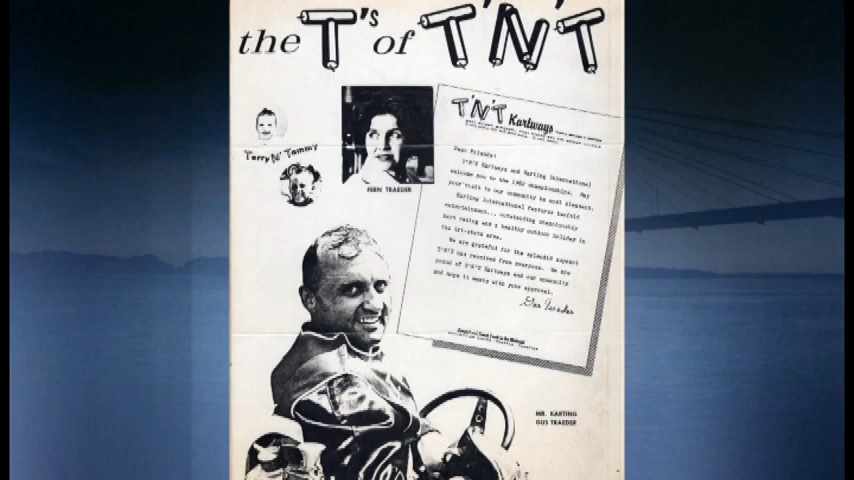 the T's of T'N'T
Terry N' Tammy
FERN TRAEDER
T'N'T Kartways
Dear Friends:
T'N'T Kartways and Karting International
welcome you to the 1962 championships. May
your visit to our community be most pleasant.
Karting International features twofold
entertainment... outstanding championship
kart racing and a healthy outdoor holiday in
the tri-state area.
We are grateful for the splendid support
T'N'T has received from everyone. We are
proud of T'N'T Kartways and our community
and hope it meets with your approval.
Gus Traeder
MR. KARTING
GUS TRAEDER